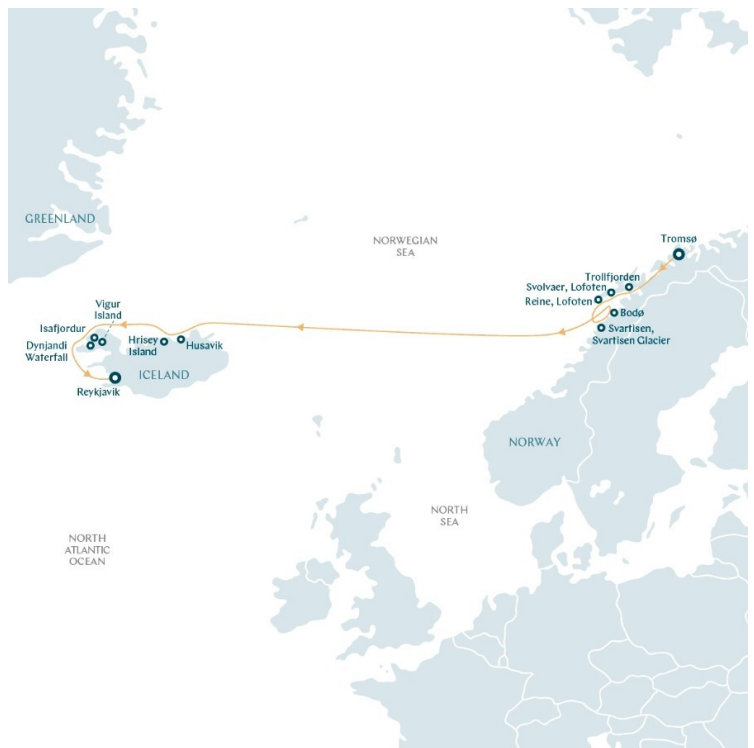 GREENLAND
NORWEGIAN
SEA
Tromsø
Trollfjorden
Svolvaer, Lofoten
Reine, Lofoten
Bodø
Svartisen,
Svartisen Glacier
Vigur
Island
Isafjordur
Dynjandi
Waterfall
Hrisey
Island
Husavik
ICELAND
Reykjavik
NORWAY
NORTH
SEA
NORTH
ATLANTIC
OCEAN